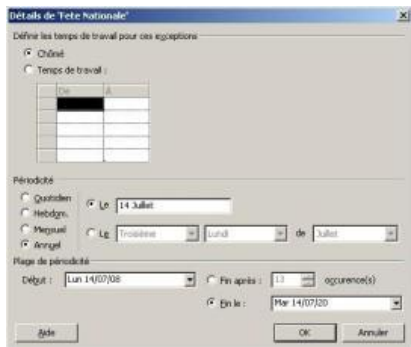 Détails de 'Fete Nationale'
Définir les temps de travail pour ces exceptions
Chômé
Temps de travail :
De À
Périodicité
Quotidien
Hebdom.
Mensuel
Annuel
Le 14 Juillet
Le Troisième Lundi de Juillet
Plage de périodicité
Début : Lun 14/07/08 Fin après : 13 occurence(s)
Fin le : Mar 14/07/20
Aide OK Annuler